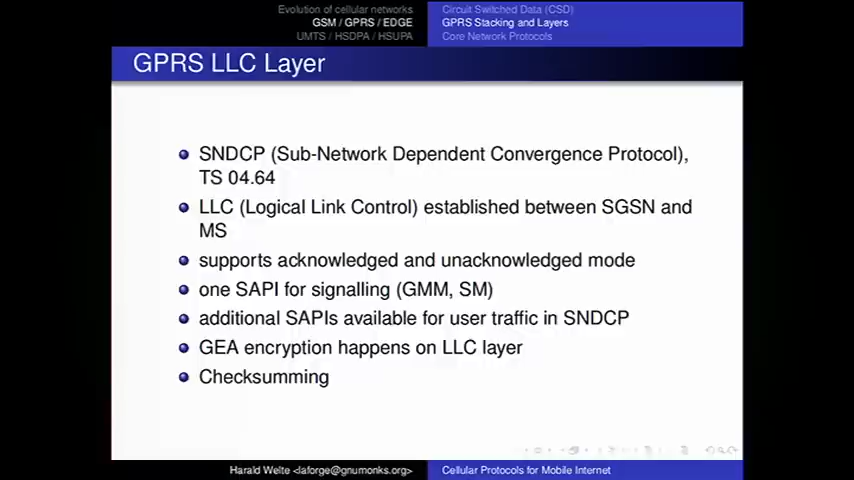 Evolution of cellular networks
GSM / GPRS / EDGE
UMTS / HSDPA / HSUPA
Circuit Switched Data (CSD)
GPRS Stacking and Layers
Core Network Protocols
GPRS LLC Layer
SNDCP (Sub-Network Dependent Convergence Protocol),
TS 04.64
LLC (Logical Link Control) established between SGSN and
MS
supports acknowledged and unacknowledged mode
one SAPI for signalling (GMM, SM)
additional SAPIs available for user traffic in SNDCP
GEA encryption happens on LLC layer
Checksumming
Harald Welte <laforge@gnumonks.org>
Cellular Protocols for Mobile Internet